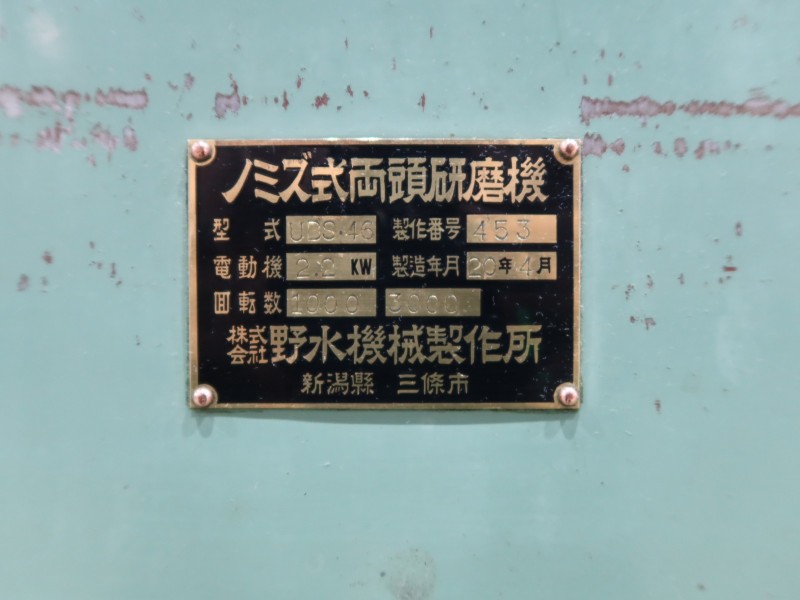 ノミズ式両頭研磨機
型式 UDS-46 製作番号 453
電動機 2.2 KW 製造年月 20年4月
回転数 1000 3000
株式会社 野水機械製作所
新潟縣 三條市